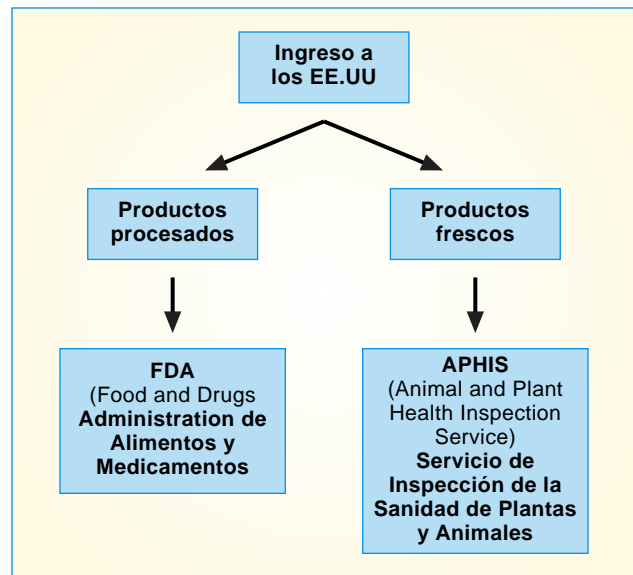 Ingreso a
los EE.UU
Productos
procesados
Productos
frescos
FDA
(Food and Drugs
Administration de
Alimentos y
Medicamentos
APHIS
(Animal and Plant
Health Inspection
Service)
Servicio de
Inspección de la
Sanidad de Plantas
y Animales